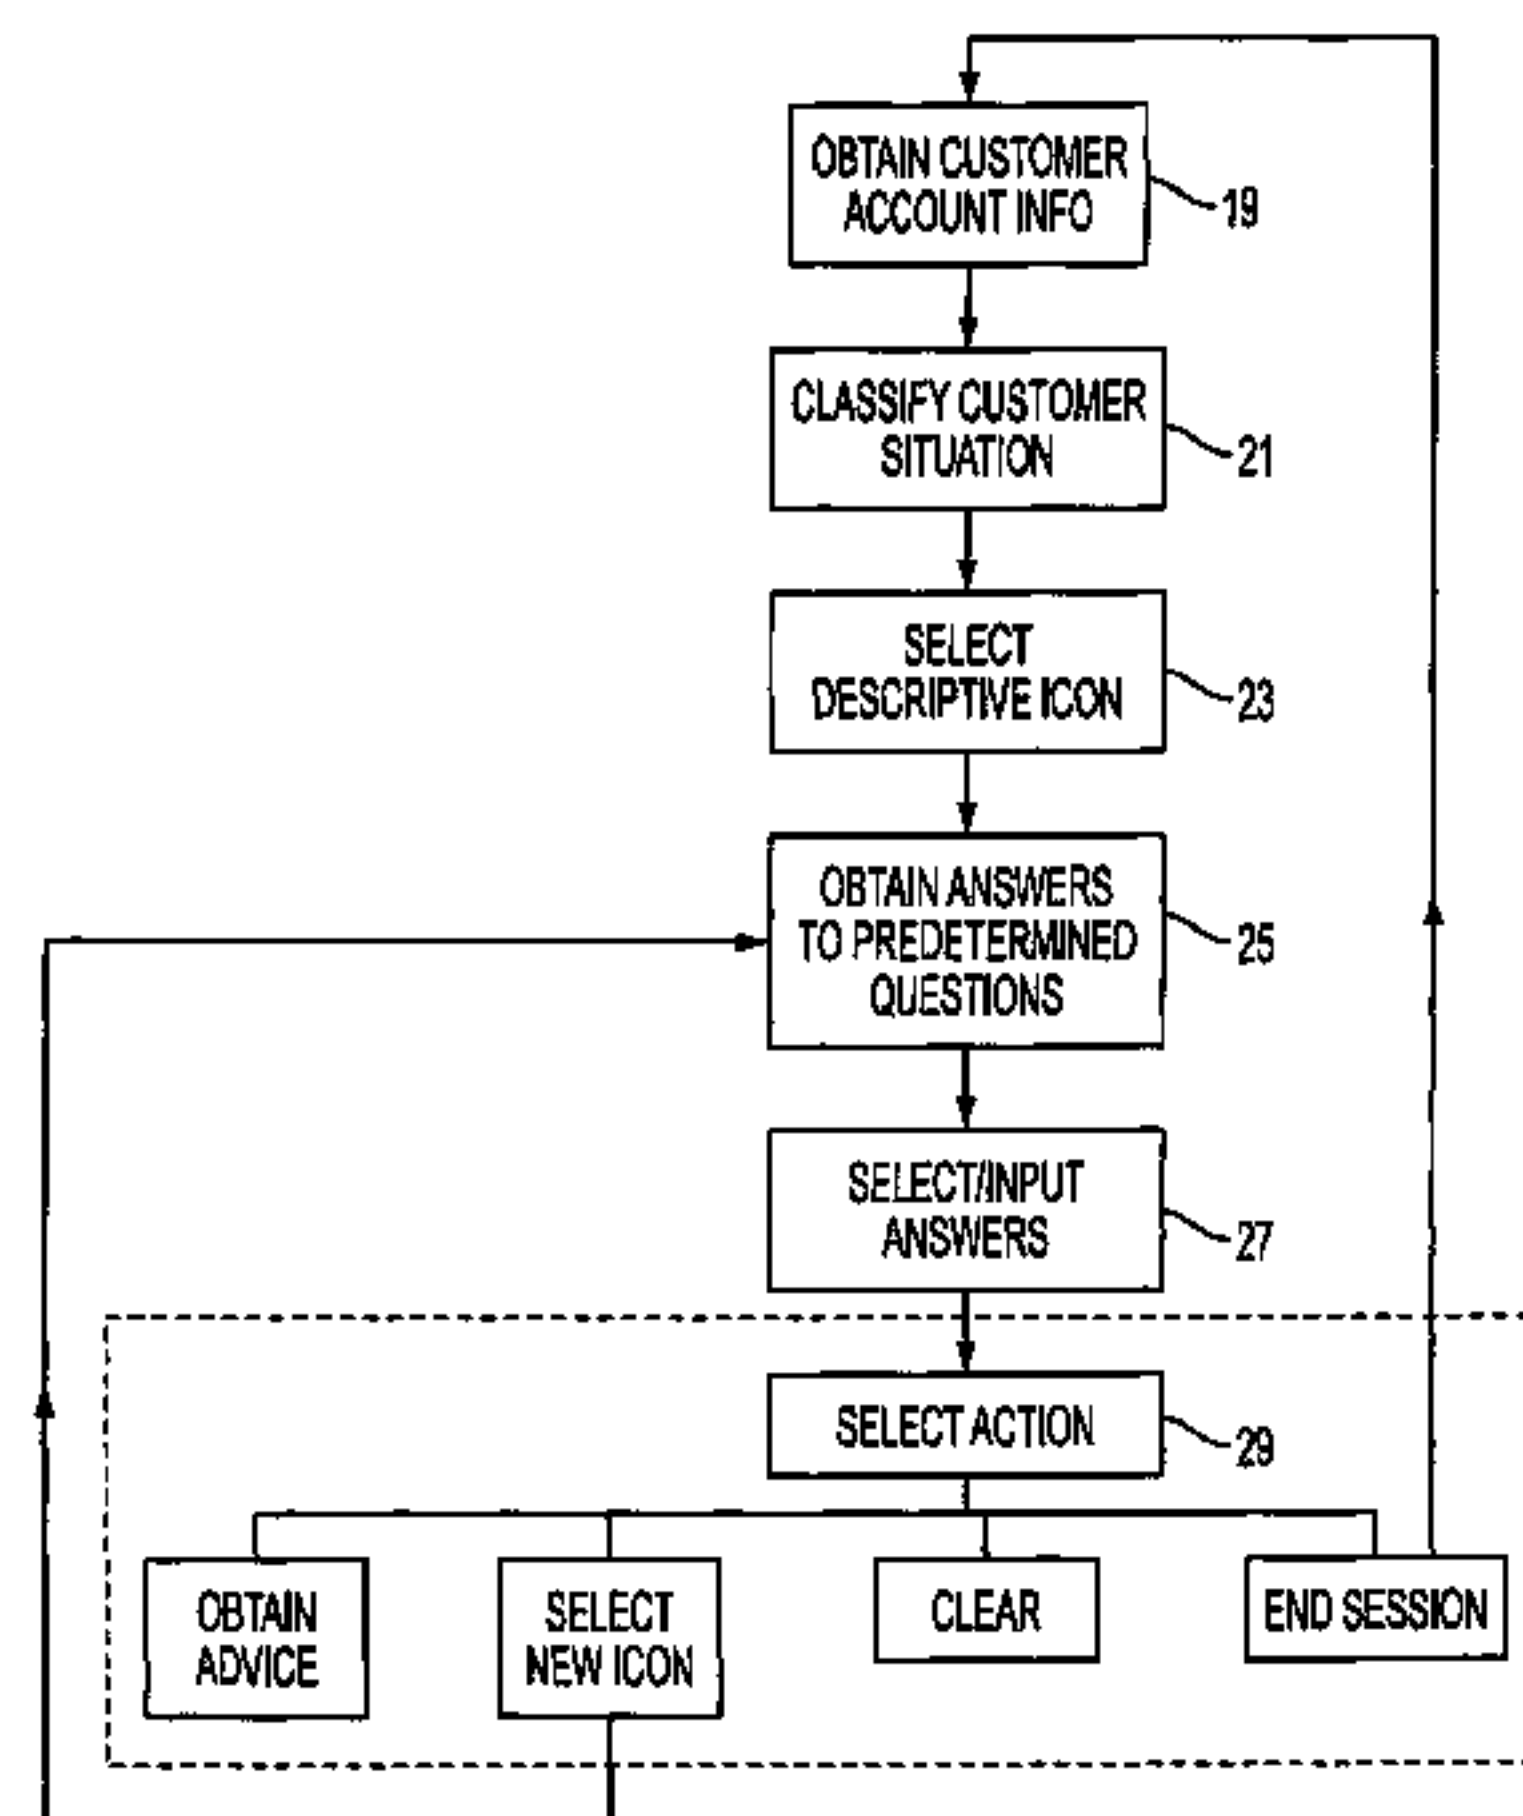 OBTAIN CUSTOMER
ACCOUNT INFO
19
CLASSIFY CUSTOMER
SITUATION
21
SELECT
DESCRIPTIVE ICON
23
OBTAIN ANSWERS
TO PREDETERMINED
QUESTIONS
25
SELECT/INPUT
ANSWERS
27
SELECT ACTION
29
OBTAIN
ADVICE
SELECT
NEW ICON
CLEAR
END SESSION